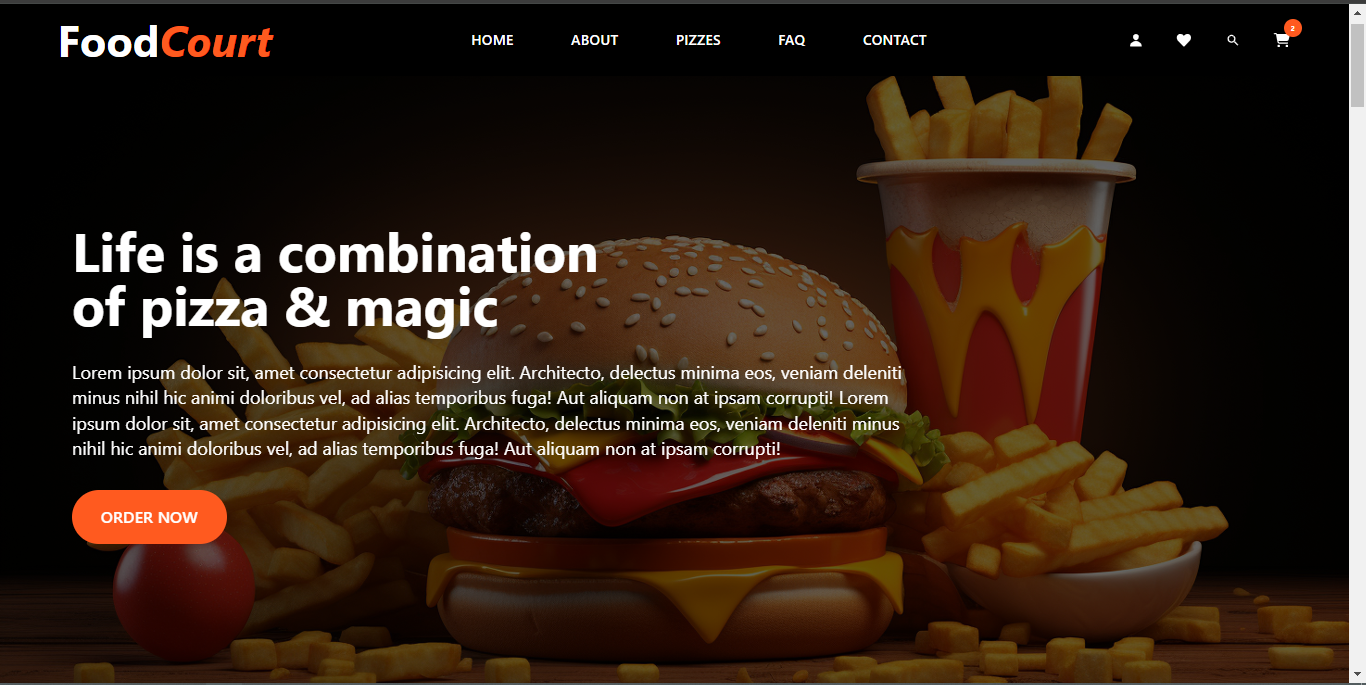 FoodCourt
HOME ABOUT PIZZES FAQ CONTACT
2
Life is a combination
of pizza & magic
Lorem ipsum dolor sit, amet consectetur adipisicing elit. Architecto, delectus minima eos, veniam deleniti
minus nihil hic animi doloribus vel, ad alias temporibus fuga! Aut aliquam non at ipsam corrupti! Lorem
ipsum dolor sit, amet consectetur adipisicing elit. Architecto, delectus minima eos, veniam deleniti minus
nihil hic animi doloribus vel, ad alias temporibus fuga! Aut aliquam non at ipsam corrupti!
ORDER NOW